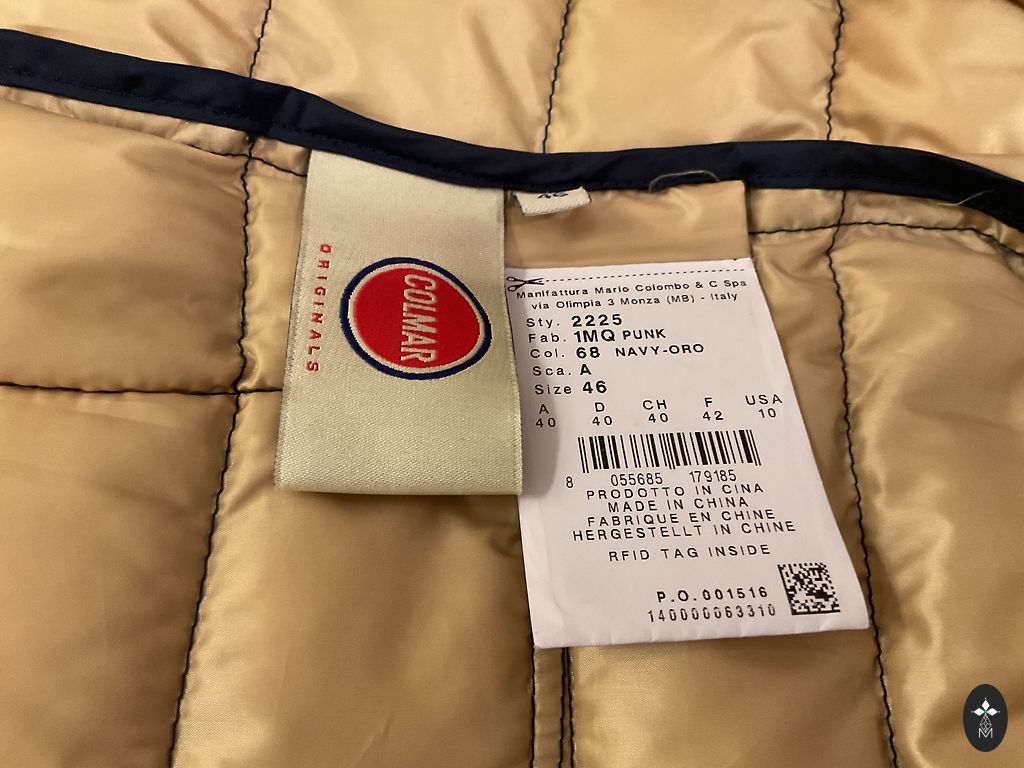 ORIGINALS
COLMAR
46
Manifattura Mario Colombo & C Spa
via Olimpia 3 Monza (MB) - Italy
Sty. 2225
Fab. 1MQ PUNK
Col. 68 NAVY-ORO
Sca. A
Size 46
A D CH F USA
40 40 40 42 10
8 055685 179185
PRODOTTO IN CINA
MADE IN CHINA
FABRIQUE EN CHINE
HERGESTELLT IN CHINE
RFID TAG INSIDE
P.O.001516
140000063310
M